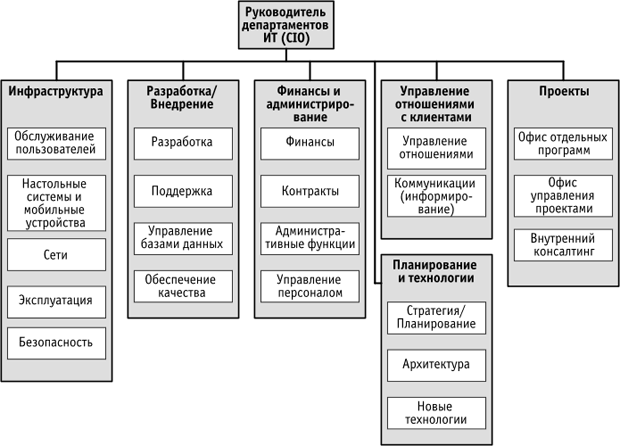 Руководитель
департаментов
ИТ (CIO)
Инфраструктура
Обслуживание
пользователей
Настольные
системы и
мобильные
устройства
Сети
Эксплуатация
Безопасность
Разработка/
Внедрение
Разработка
Поддержка
Управление
базами данных
Обеспечение
качества
Финансы и
администриро-
вание
Финансы
Контракты
Администра-
тивные функции
Управление
персоналом
Управление
отношениями
с клиентами
Управление
отношениями
Коммуникации
(информиро-
вание)
Планирование
и технологии
Стратегия/
Планирование
Архитектура
Новые
технологии
Проекты
Офис отдельных
программ
Офис
управления
проектами
Внутренний
консалтинг